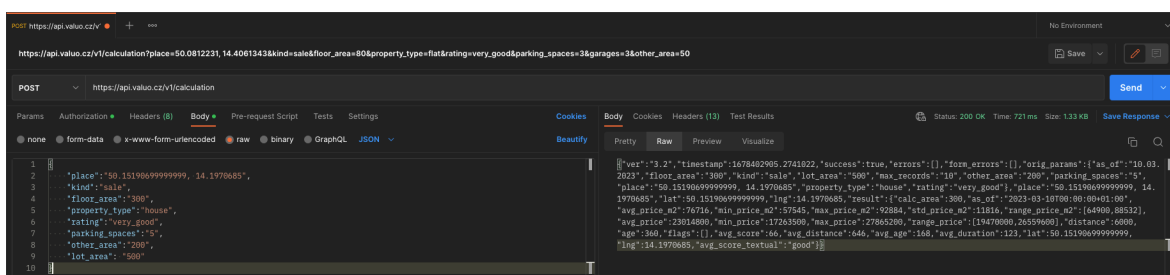 POST https://api.valuo.cz/v
No Environment
https://api.valuo.cz/v1/calculation?place=50.0812231, 14.4061343&kind=sale&floor_area=80&property_type=flat&rating=very_good&parking_spaces=3&garages=3&other_area=50
Save
POST https://api.valuo.cz/v1/calculation
Send
Params Authorization Headers (8) Body Pre-request Script Tests Settings Cookies
none form-data x-www-form-urlencoded raw binary GraphQL JSON Beautify
1 {
2 "place":"50.15190699999999, 14.1970685",
3 "kind":"sale",
4 "floor_area":"300",
5 "property_type":"house",
6 "rating":"very_good",
7 "parking_spaces":"5",
8 "other_area":"200",
9 "lot_area": "500"
10 }
Body Cookies Headers (13) Test Results Status: 200 OK Time: 721 ms Size: 1.33 KB Save Response
Pretty Raw Preview Visualize
{"ver":"3.2","timestamp":1678402905.2741022,"success":true,"errors":[],"form_errors":[],"orig_params":{"as_of":"10.03.
2023","floor_area":"300","kind":"sale","lot_area":"500","max_records":"10","other_area":"200","parking_spaces":"5",
"place":"50.15190699999999, 14.1970685","property_type":"house","rating":"very_good"},"place":"50.15190699999999, 14.
1970685","lat":50.15190699999999,"lng":14.1970685,"result":{"calc_area":300,"as_of":"2023-03-10T00:00:00+01:00",
"avg_price_m2":76716,"min_price_m2":57545,"max_price_m2":92884,"std_price_m2":11816,"range_price_m2":[64900,88532],
"avg_price":23014800,"min_price":17263500,"max_price":27865200,"range_price":[19470000,26559600],"distance":6000,
"age":360,"flags":[],"avg_score":66,"avg_distance":646,"avg_age":168,"avg_duration":123,"lat":50.15190699999999,
"lng":14.1970685,"avg_score_textual":"good"}}